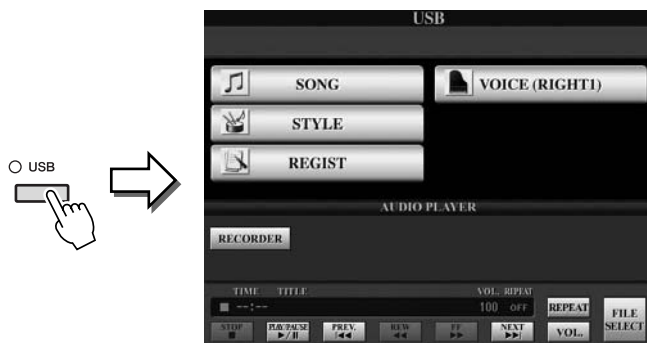 USB
USB
SONG
VOICE (RIGHT1)
STYLE
REGIST
AUDIO PLAYER
RECORDER
TIME TITLE VOL. REPEAT
--:-- 100 OFF
REPEAT
FILE SELECT
STOP PLAY/PAUSE PREV. REW FF NEXT VOL.